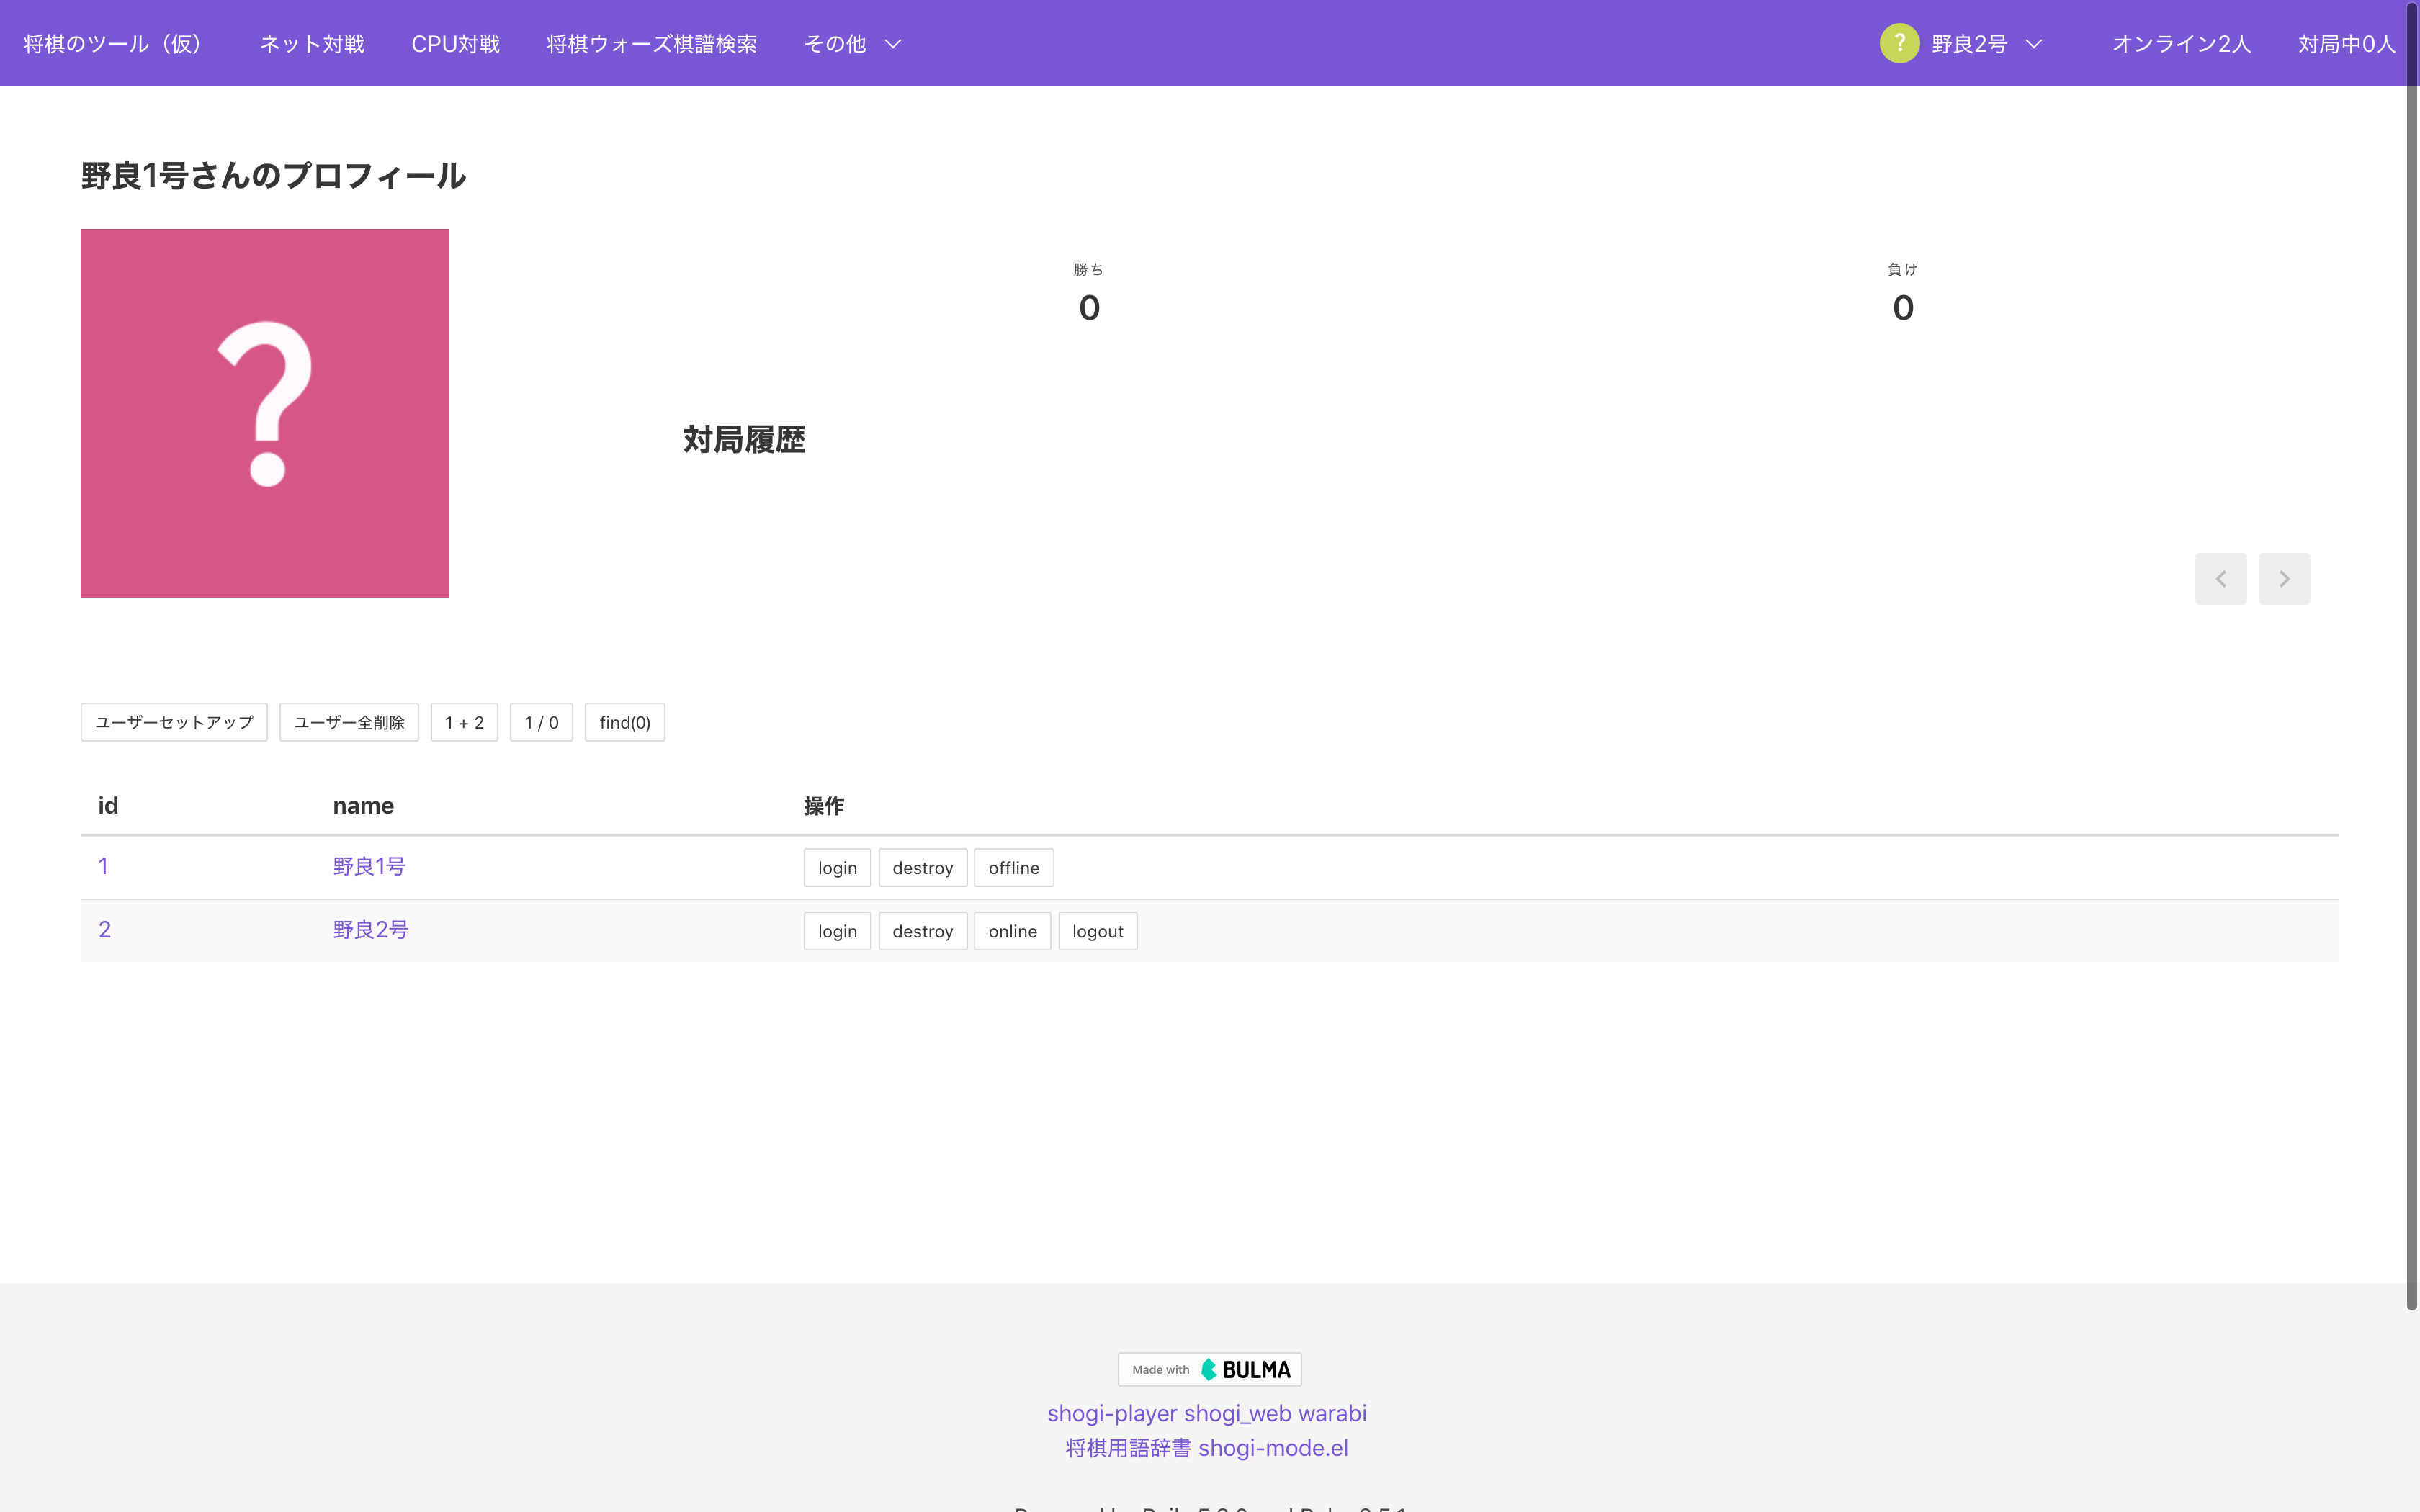 将棋のツール（仮） ネット対戦 CPU対戦 将棋ウォーズ棋譜検索 その他 ? 野良2号 オンライン2人 対局中0人
野良1号さんのプロフィール
?
勝ち 負け
0 0
対局履歴
ユーザーセットアップ ユーザー全削除 1 + 2 1 / 0 find(0)
id name 操作
1 野良1号 login destroy offline
2 野良2号 login destroy online logout
Made with BULMA
shogi-player shogi_web warabi
将棋用語辞書 shogi-mode.el